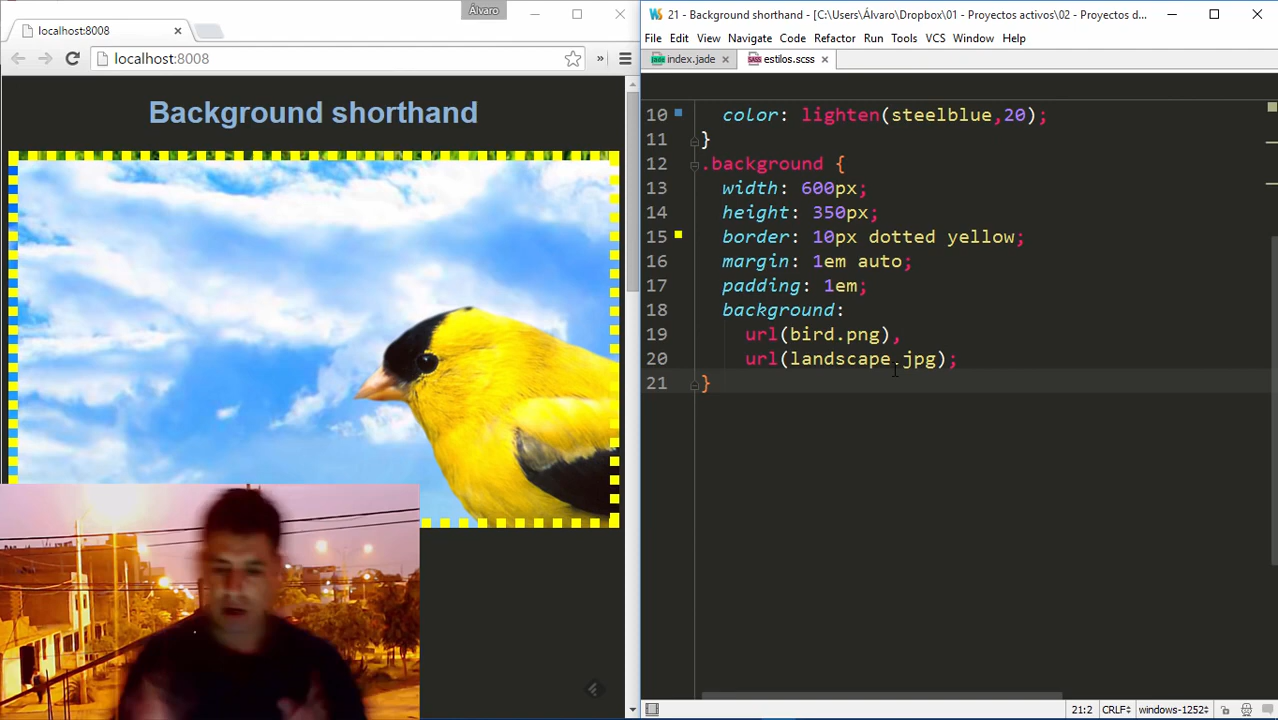 Álvaro
localhost:8008
localhost:8008
Background shorthand
21 - Background shorthand - [C:\Users\Álvaro\Dropbox\01 - Proyectos activos\02 - Proyectos d...
File Edit View Navigate Code Refactor Run Tools VCS Window Help
index.jade estilos.scss
10 color: lighten(steelblue,20);
11 }
12 .background {
13 width: 600px;
14 height: 350px;
15 border: 10px dotted yellow;
16 margin: 1em auto;
17 padding: 1em;
18 background:
19 url(bird.png),
20 url(landscape.jpg);
21 }
21:2 CRLF÷ windows-1252÷